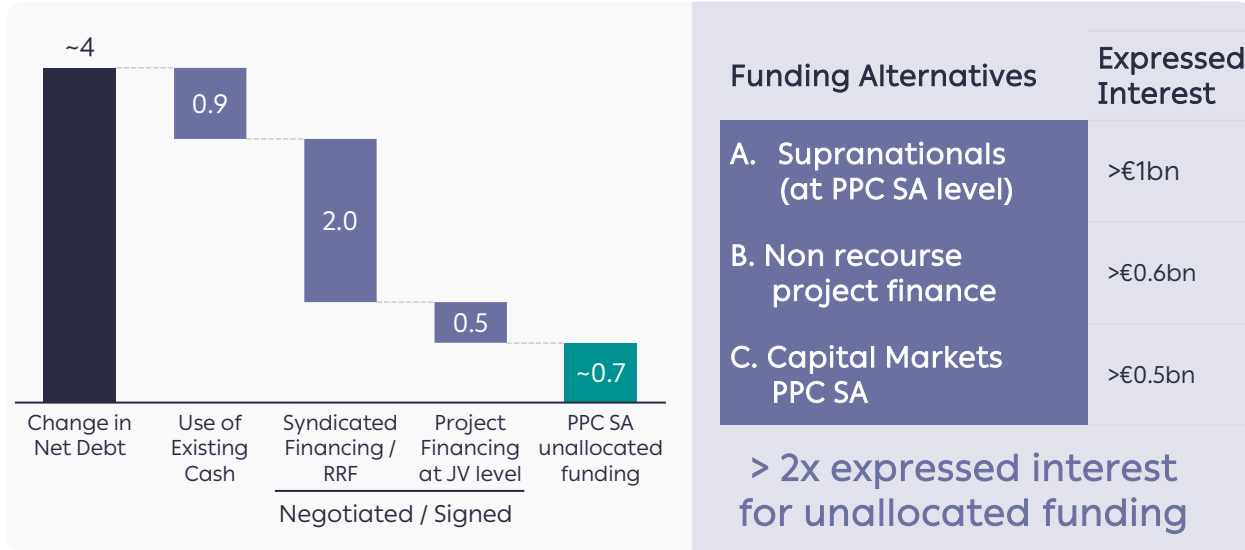 ~4
0.9
2.0
0.5
~0.7
Change in
Net Debt
Use of
Existing
Cash
Syndicated
Financing /
RRF
Project
Financing
at JV level
PPC SA
unallocated
funding
Negotiated / Signed
Funding Alternatives
Expressed
Interest
A. Supranationals
(at PPC SA level)
>€1bn
B. Non recourse
project finance
>€0.6bn
C. Capital Markets
PPC SA
>€0.5bn
> 2x expressed interest
for unallocated funding